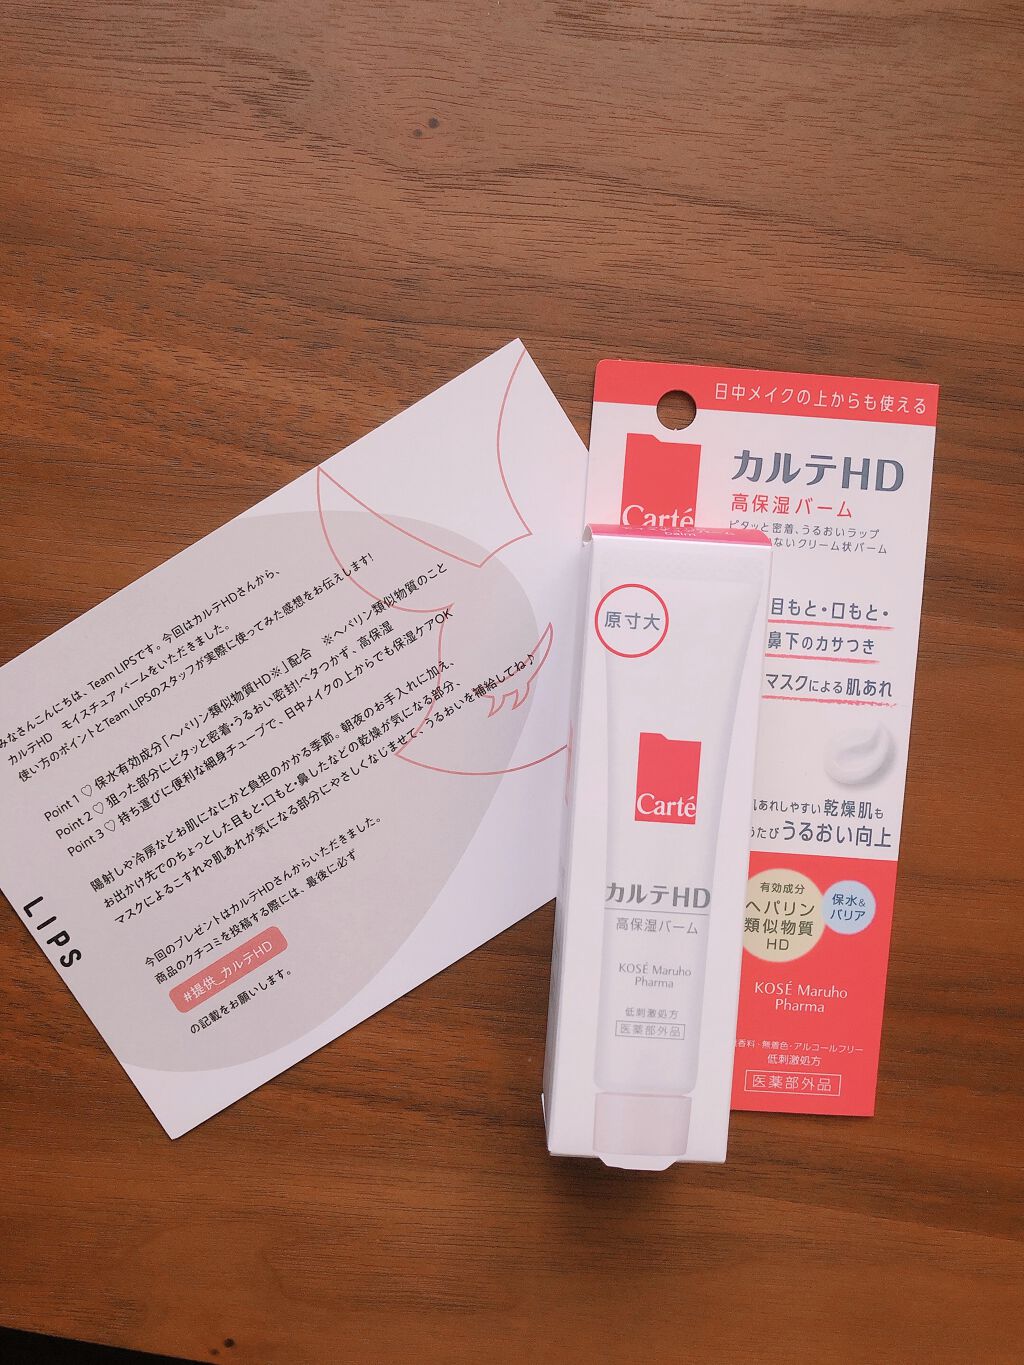 みなさんこんにちは、Team LIPSです。今回はカルテHDさんから、
カルテHD モイスチュア バームをいただきました。
使い方のポイントとTeam LIPSのスタッフが実際に使ってみた感想をお伝えします!
Point 1 ♡ 保水有効成分「ヘパリン類似物質HD※」配合 ※ヘパリン類似物質のこと
Point 2 ♡ 狙った部分にピタッと密着・うるおい密封!ベタつかず、高保湿
Point 3 ♡ 持ち運びに便利な細身チューブで、日中メイクの上からでも保湿ケアOK
陽射しや冷房などお肌になにかと負担のかかる季節。朝夜のお手入れに加え、
お出かけ先でのちょっとした目もと・口もと・鼻したなどの乾燥が気になる部分、
マスクによるこすれや肌あれが気になる部分にやさしくなじませて、うるおいを補給してね♪
今回のプレゼントはカルテHDさんからいただきました。
商品のクチコミを投稿する際には、最後に必ず
#提供_カルテHD
の記載をお願いします。
LIPS
日中メイクの上からも使える
カルテHD
高保湿バーム
Carté
ピタッと密着、うるおいラップ
ないクリーム状バーム
目もと・口もと・
鼻下のカサつき
マスクによる肌あれ
肌あれしやすい乾燥肌も
うたびうるおい向上
有効成分
ヘパリン
類似物質
HD
保水&
バリア
KOSÉ Maruho
Pharma
無着色・アルコールフリー
低刺激処方
医薬部外品
原寸大
Carté
カルテHD
高保湿バーム
KOSÉ Maruho
Pharma
低刺激処方
医薬部外品